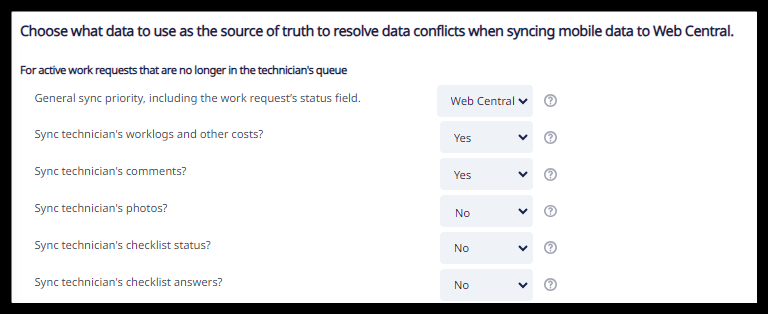 Choose what data to use as the source of truth to resolve data conflicts when syncing mobile data to Web Central.
For active work requests that are no longer in the technician's queue
General sync priority, including the work request's status field. Web Central ?
Sync technician's worklogs and other costs? Yes ?
Sync technician's comments? Yes ?
Sync technician's photos? No ?
Sync technician's checklist status? No ?
Sync technician's checklist answers? No ?